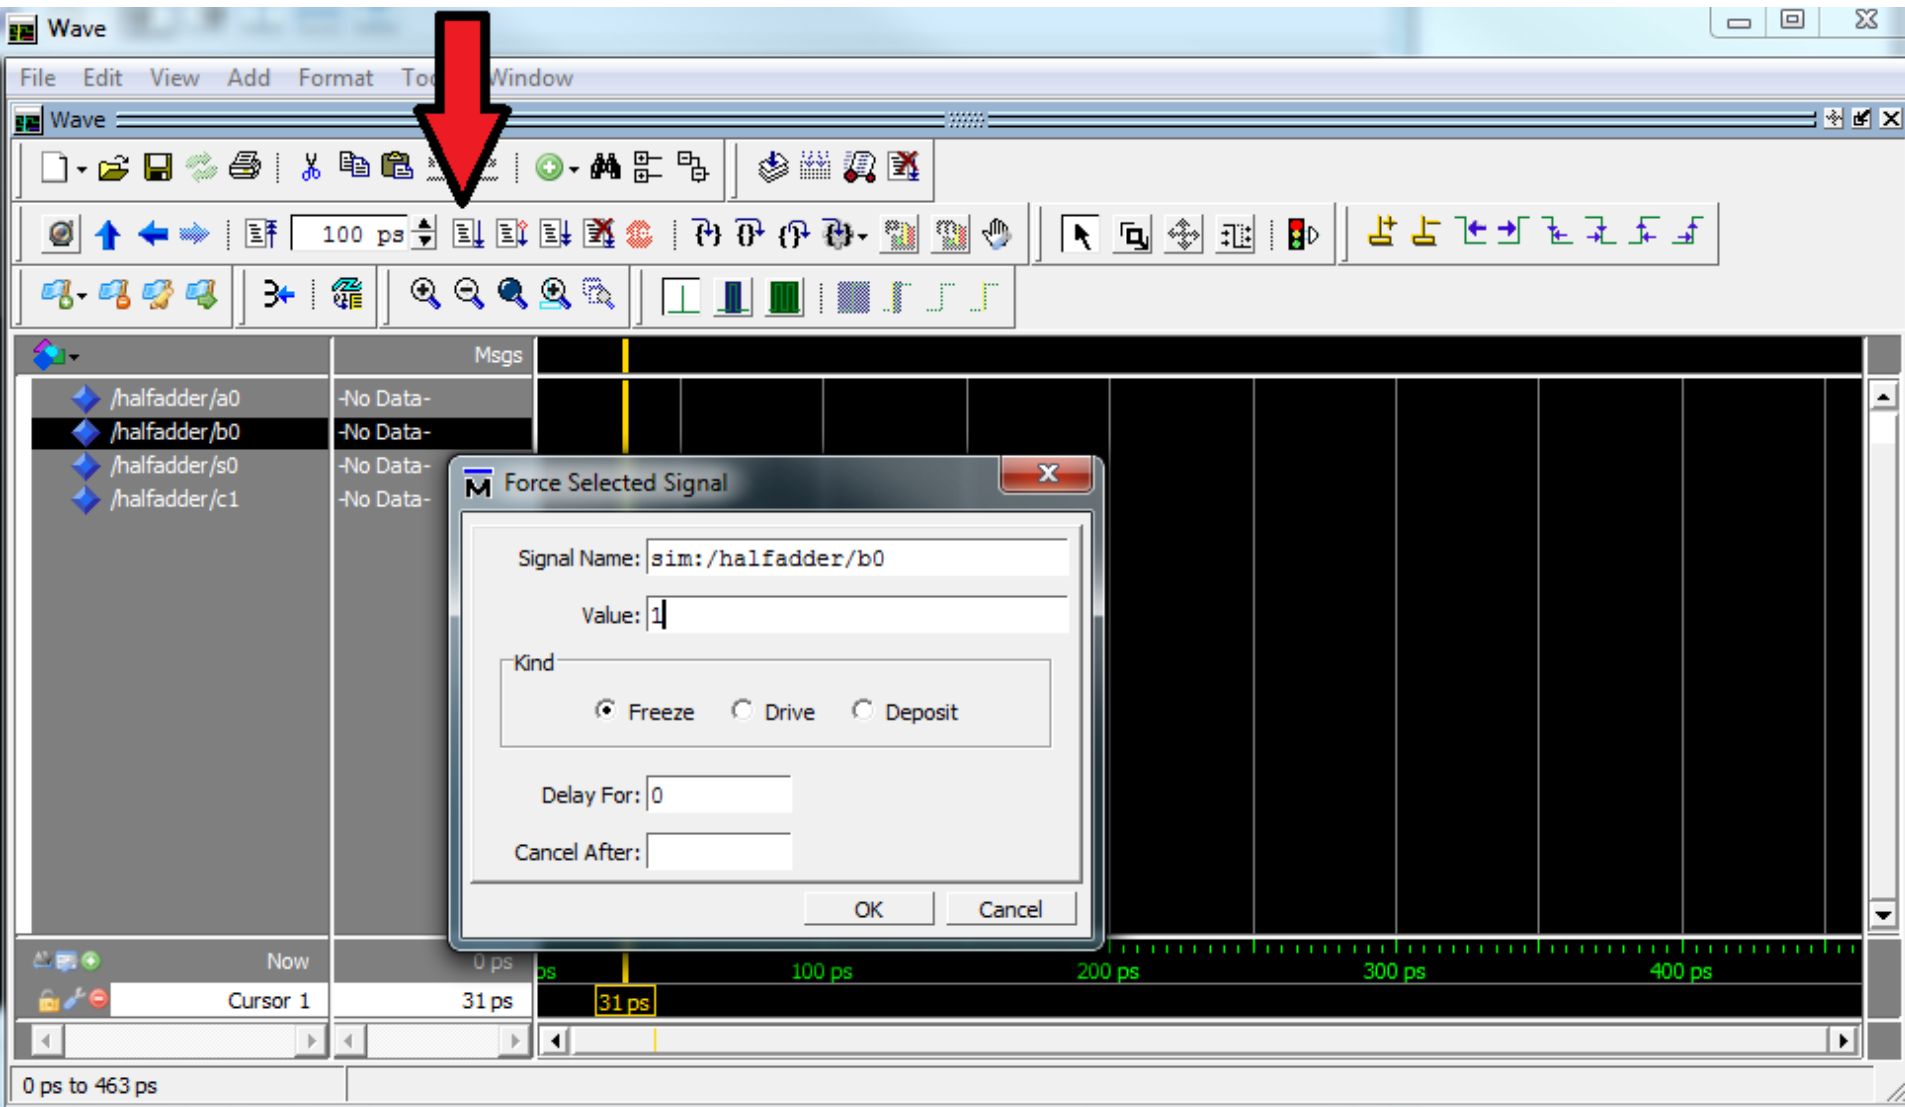 Wave
File Edit View Add Format Window
Wave
100 ps
Msgs
/halfadder/a0 -No Data-
/halfadder/b0 -No Data-
/halfadder/s0 -No Data-
/halfadder/c1 -No Data-
Force Selected Signal
Signal Name: sim:/halfadder/b0
Value: 1
Kind
Freeze Drive Deposit
Delay For: 0
Cancel After:
OK Cancel
Now 0 ps ps 100 ps 200 ps 300 ps 400 ps
Cursor 1 31 ps 31 ps
0 ps to 463 ps